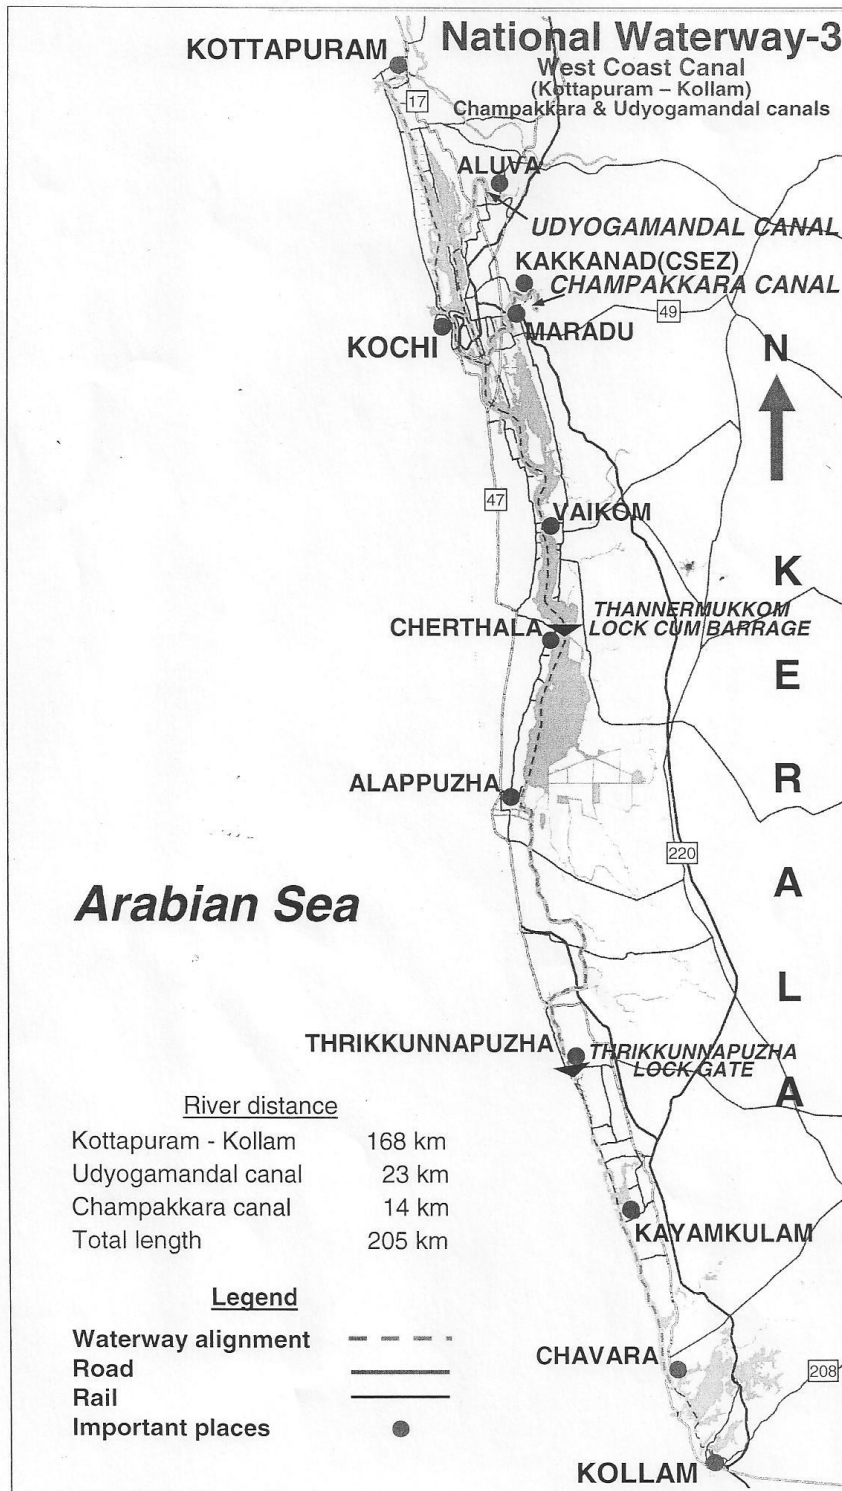 National Waterway-3
West Coast Canal
(Kottapuram – Kollam)
Champakkara & Udyogamandal canals
KOTTAPURAM
17
ALUVA
UDYOGAMANDAL CANAL
KAKKANAD(CSEZ)
CHAMPAKKARA CANAL
49
MARADU
KOCHI
N
47
VAIKOM
THANNERMUKKOM
LOCK CUM BARRAGE
CHERTHALA
ALAPPUZHA
220
KERALA
Arabian Sea
THRIKKUNNAPUZHA
THRIKKUNNAPUZHA
LOCK GATE
River distance
Kottapuram - Kollam 168 km
Udyogamandal canal 23 km
Champakkara canal 14 km
Total length 205 km
KAYAMKULAM
Legend
Waterway alignment
Road
Rail
Important places
CHAVARA
208
KOLLAM